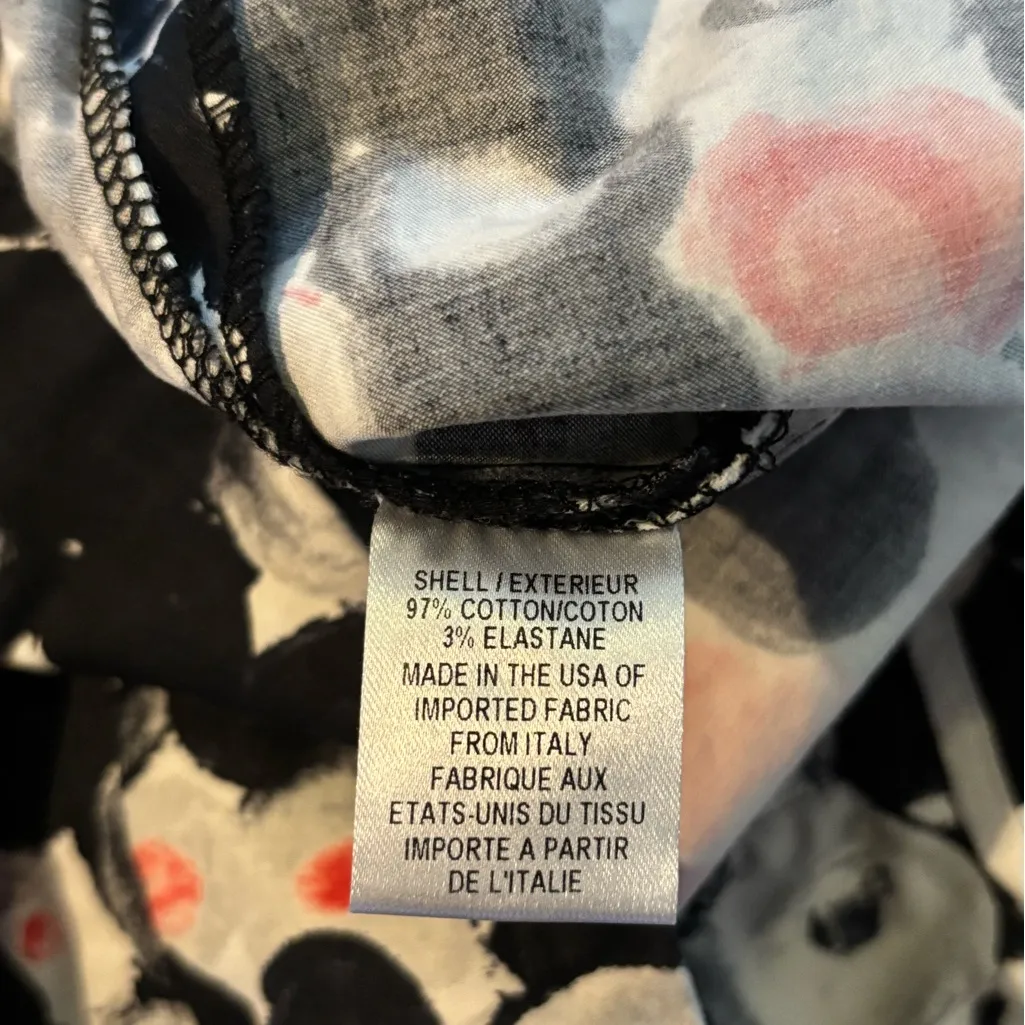 SHELL / EXTERIEUR
97% COTTON/COTON
3% ELASTANE
MADE IN THE USA OF
IMPORTED FABRIC
FROM ITALY
FABRIQUE AUX
ETATS-UNIS DU TISSU
IMPORTE A PARTIR
DE L'ITALIE